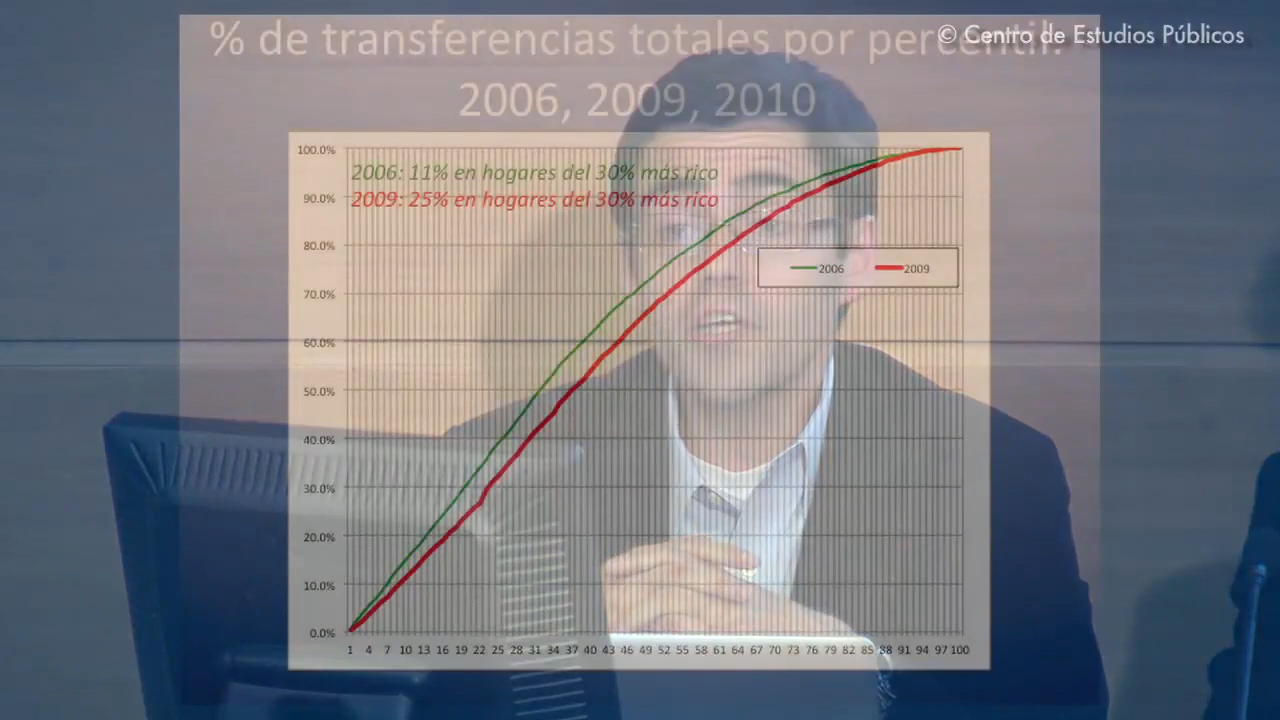 © Centro de Estudios Públicos
% de transferencias totales por percentil.
2006, 2009, 2010
2006: 11% en hogares del 30% más rico
2009: 25% en hogares del 30% más rico
2006 2009
100.0%
90.0%
80.0%
70.0%
60.0%
50.0%
40.0%
30.0%
20.0%
10.0%
0.0%
1 4 7 10 13 16 19 22 25 28 31 34 37 40 43 46 49 52 55 58 61 64 67 70 73 76 79 82 85 88 91 94 97 100